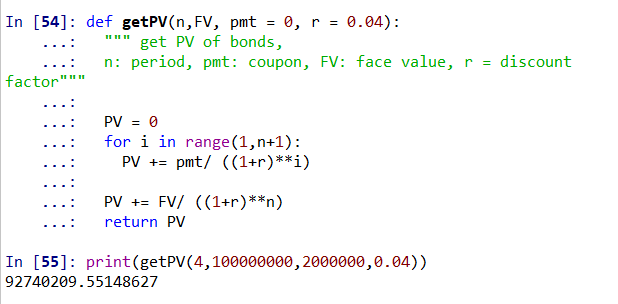 In [54]: def getPV(n,FV, pmt = 0, r = 0.04):
    ...:   """ get PV of bonds,
    ...:   n: period, pmt: coupon, FV: face value, r = discount
factor"""
    ...:
    ...:   PV = 0
    ...:   for i in range(1,n+1):
    ...:     PV += pmt/ ((1+r)**i)
    ...:
    ...:   PV += FV/ ((1+r)**n)
    ...:   return PV
In [55]: print(getPV(4,100000000,2000000,0.04))
92740209.55148627